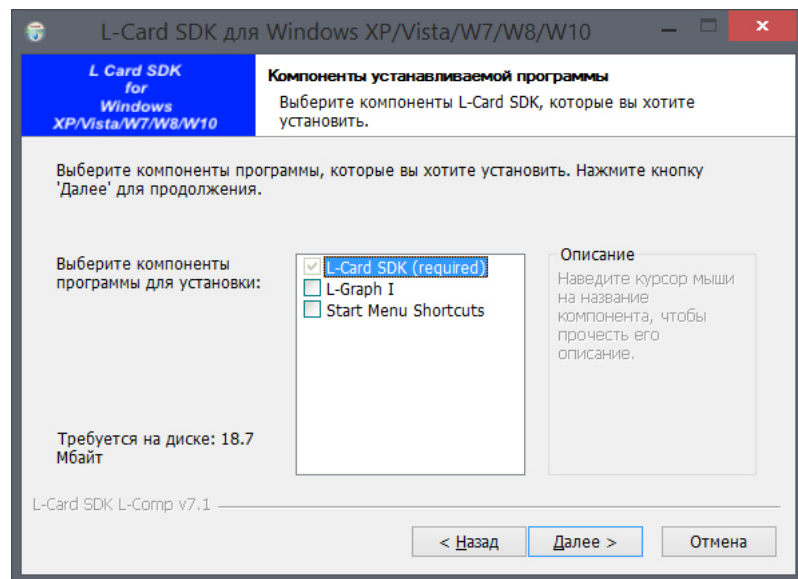 L-Card SDK для Windows XP/Vista/W7/W8/W10
L Card SDK
for
Windows
XP/Vista/W7/W8/W10
Компоненты устанавливаемой программы
Выберите компоненты L-Card SDK, которые вы хотите
установить.
Выберите компоненты программы, которые вы хотите установить. Нажмите кнопку
'Далее' для продолжения.
Выберите компоненты
программы для установки:
L-Card SDK (required)
L-Graph I
Start Menu Shortcuts
Описание
Наведите курсор мыши
на название
компонента, чтобы
прочесть его
описание.
Требуется на диске: 18.7
Мбайт
L-Card SDK L-Comp v7.1
< Назад
Далее >
Отмена